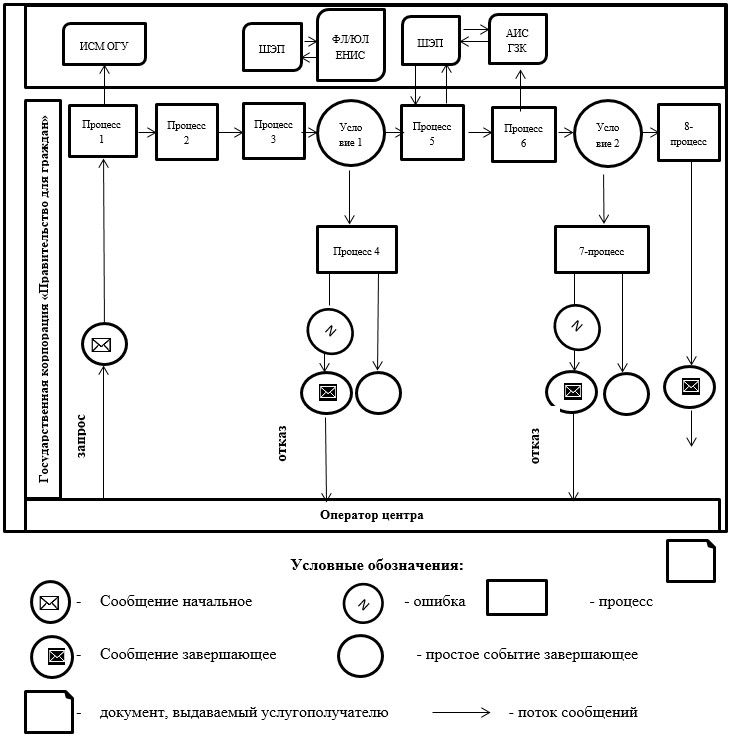 ИСМ ОГУ
ШЭП
ФЛ/ЮЛ
ЕНИС
ШЭП
АИС
ГЗК
Государственная корпорация «Правительство для граждан»
Процесс
1
Процесс
2
Процесс
3
Усло
вие 1
Процесс
5
Процесс
6
Усло
вие 2
8-
процесс
Процесс 4
7-процесс
запрос
отказ
отказ
Оператор центра
Условные обозначения:
- Сообщение начальное
- ошибка
- процесс
- Сообщение завершающее
- простое событие завершающее
- документ, выдаваемый услугополучателю
- поток сообщений